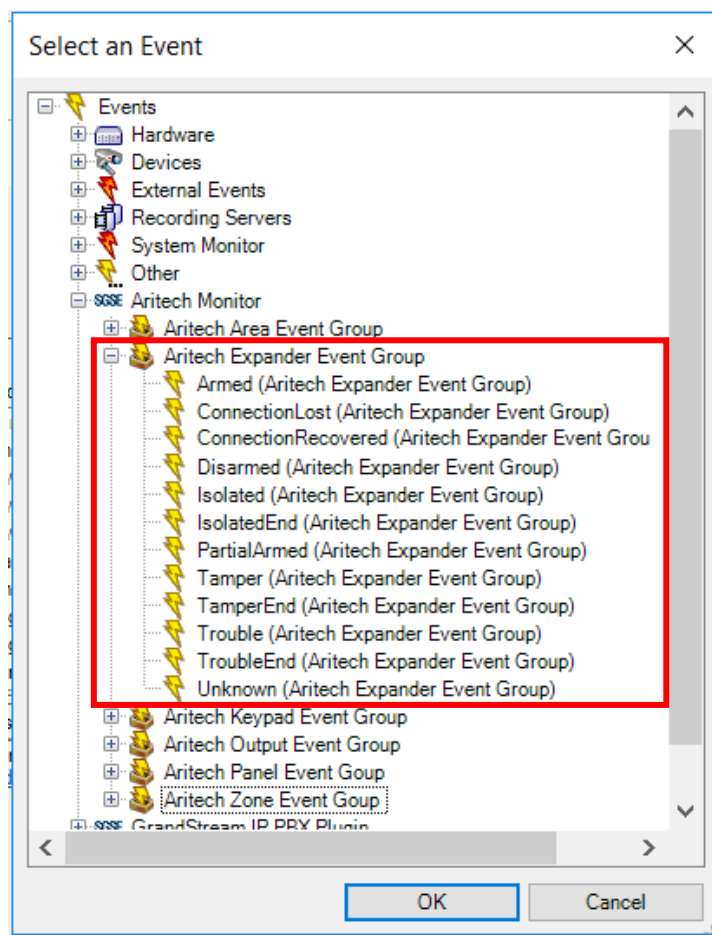 Select an Event
Events
Hardware
Devices
External Events
Recording Servers
System Monitor
Other
SGSE Aritech Monitor
Aritech Area Event Group
Aritech Expander Event Group
Armed (Aritech Expander Event Group)
ConnectionLost (Aritech Expander Event Group)
ConnectionRecovered (Aritech Expander Event Grou
Disarmed (Aritech Expander Event Group)
Isolated (Aritech Expander Event Group)
IsolatedEnd (Aritech Expander Event Group)
PartialArmed (Aritech Expander Event Group)
Tamper (Aritech Expander Event Group)
TamperEnd (Aritech Expander Event Group)
Trouble (Aritech Expander Event Group)
TroubleEnd (Aritech Expander Event Group)
Unknown (Aritech Expander Event Group)
Aritech Keypad Event Group
Aritech Output Event Group
Aritech Panel Event Goup
Aritech Zone Event Goup
SGSE GrandStream IP PBX Plugin
OK
Cancel